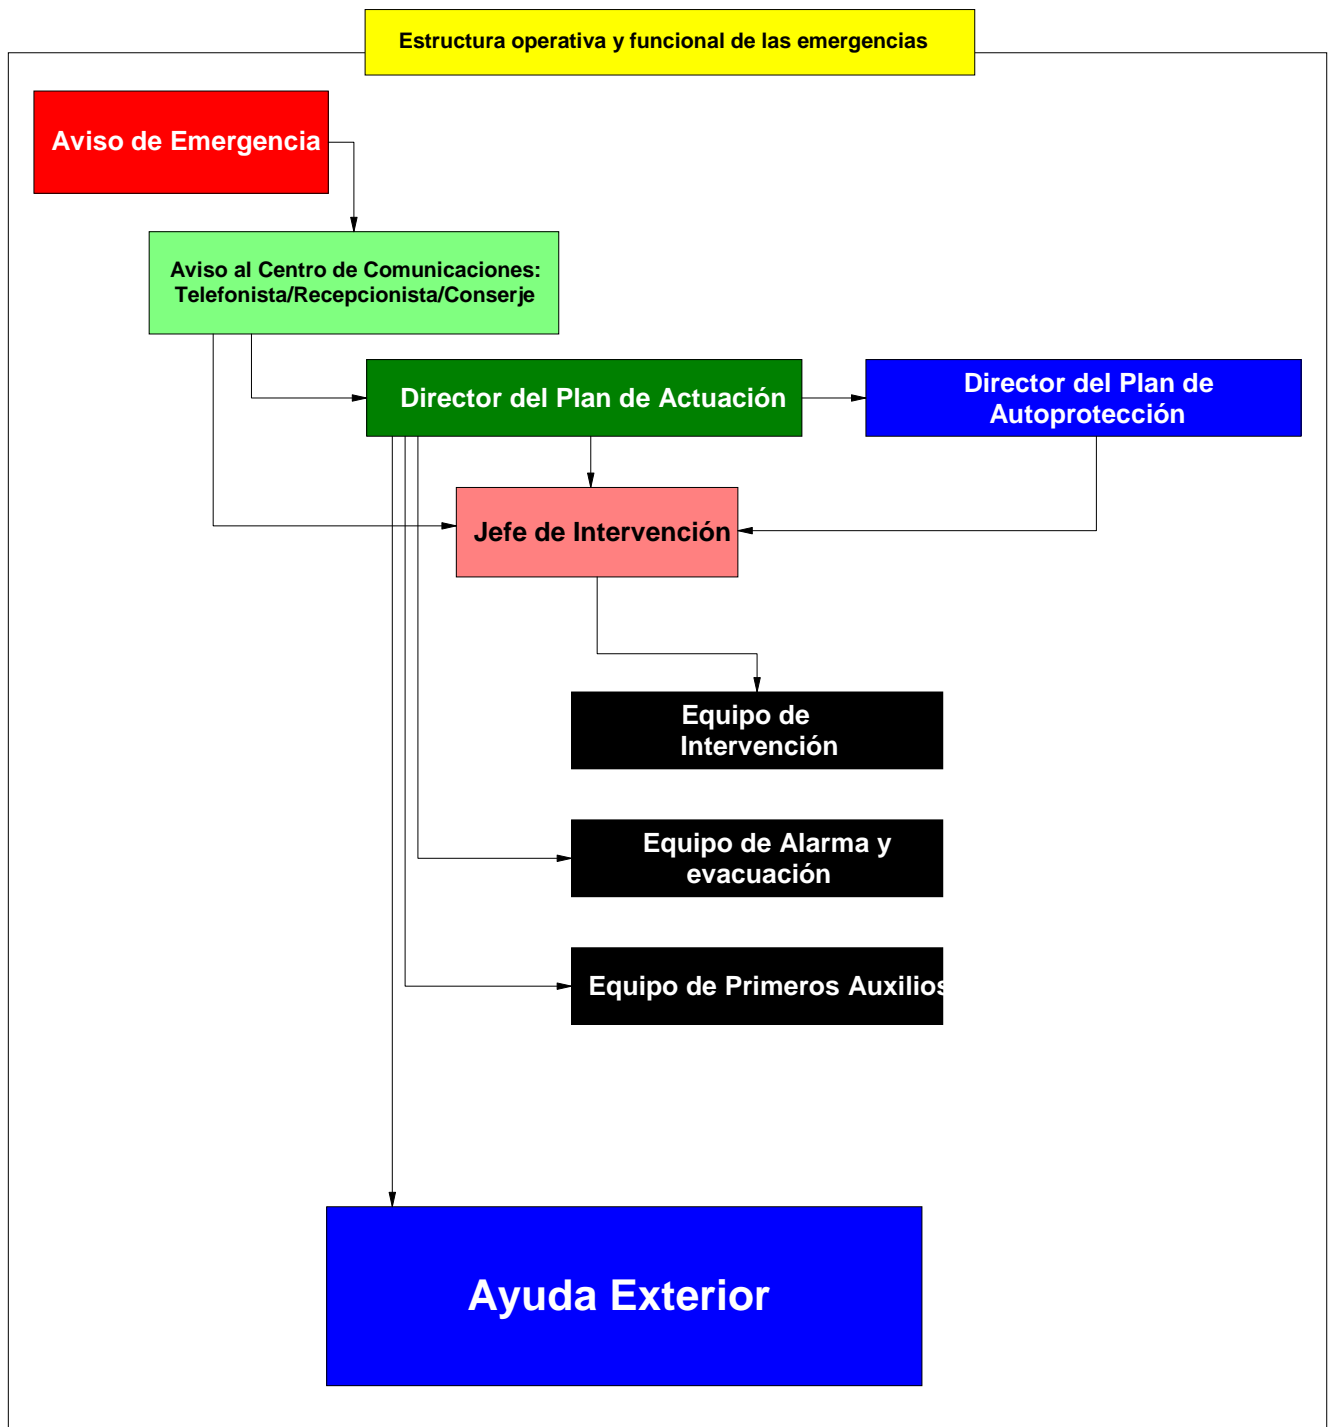 Estructura operativa y funcional de las emergencias
Aviso de Emergencia
Aviso al Centro de Comunicaciones:
Telefonista/Recepcionista/Conserje
Director del Plan de Actuación
Director del Plan de
Autoprotección
Jefe de Intervención
Equipo de
Intervención
Equipo de Alarma y
evacuación
Equipo de Primeros Auxilios
Ayuda Exterior